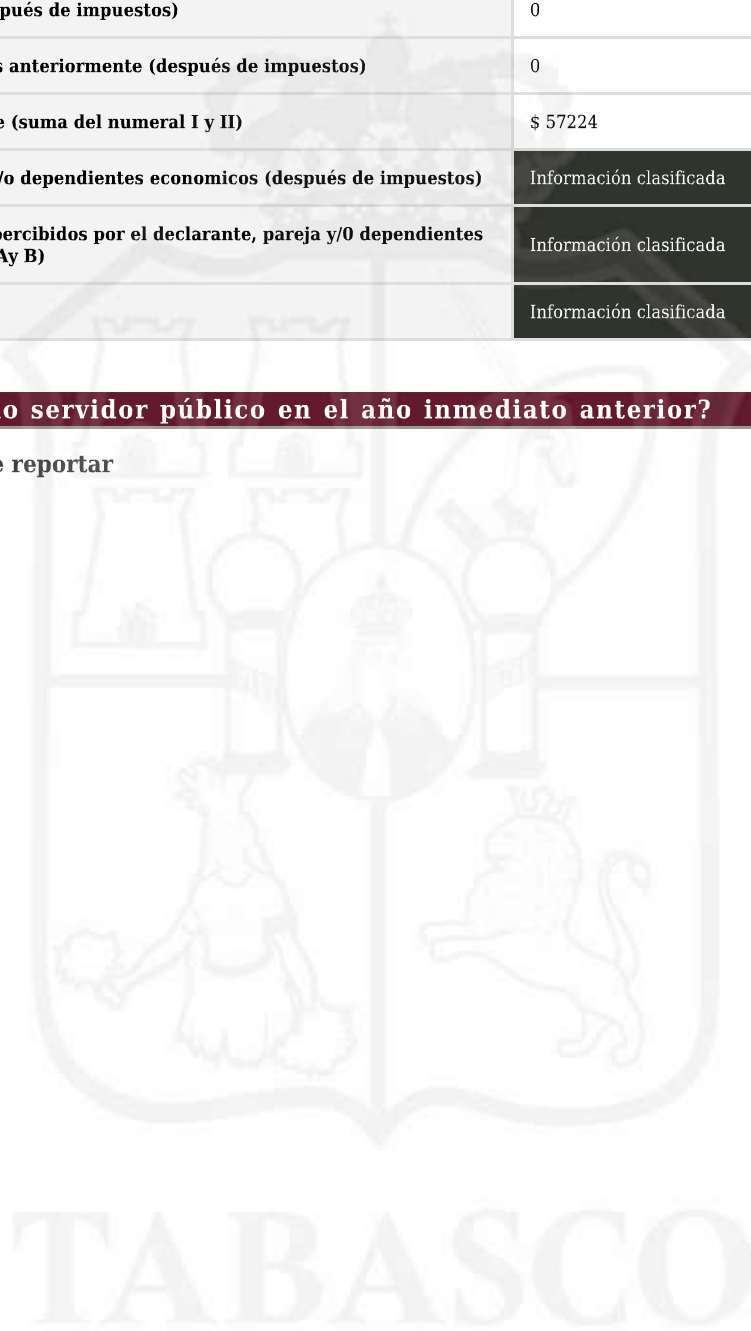 pués de impuestos)
0
s anteriormente (después de impuestos)
0
e (suma del numeral I y II)
$ 57224
/o dependientes economicos (después de impuestos)
Información clasificada
percibidos por el declarante, pareja y/0 dependientes
Ay B)
Información clasificada
Información clasificada
o servidor público en el año inmediato anterior?
e reportar
TABASCO